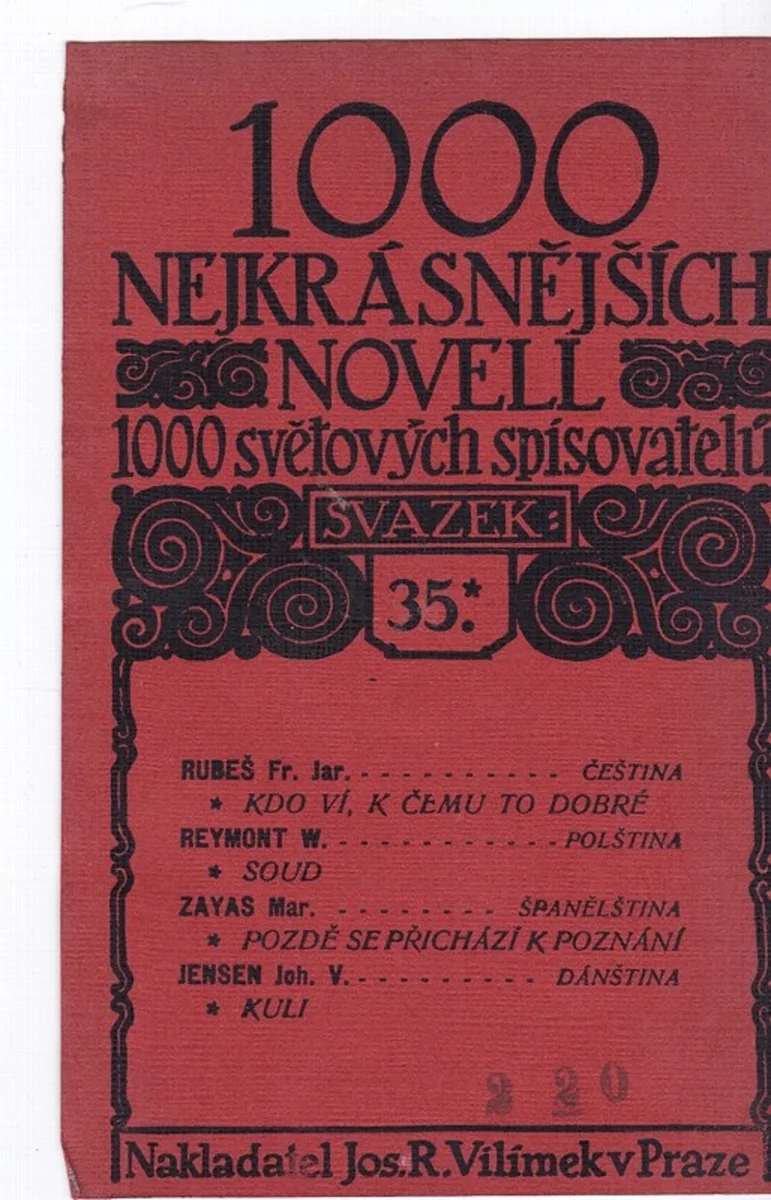 1000
NEJKRÁSNĚJŠÍCH
NOVELL
1000 světových spisovatelů
SVAZEK:
35.*
RUBEŠ Fr. Jar. - - - - - - - - - - - ČEŠTINA
* KDO VÍ, K ČEMU TO DOBRÉ
REYMONT W. - - - - - - - - - - - - POLŠTINA
* SOUD
ZAYAS Mar. - - - - - - - - ŠPANĚLŠTINA
* POZDĚ SE PŘICHÁZÍ K POZNÁNÍ
JENSEN Joh. V. - - - - - - - - - - DÁNŠTINA
* KULI
2 20
Nakladatel Jos. R. Vilímek v Praze